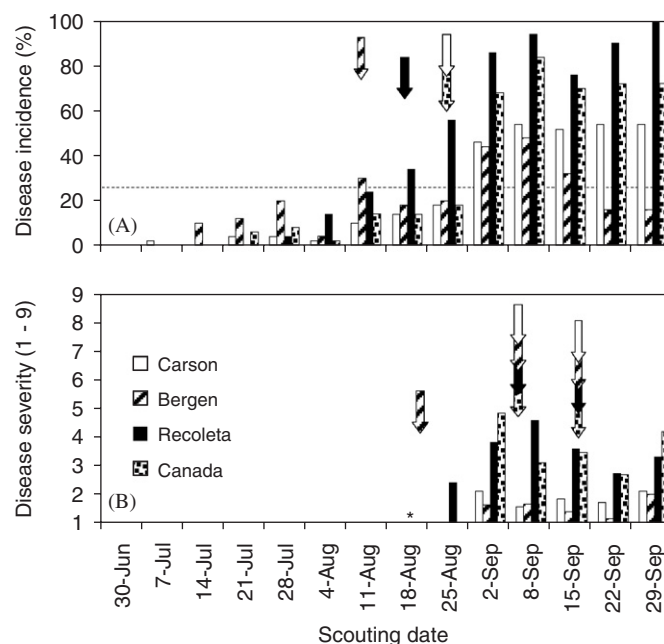 Disease incidence (%)
100
80
60
40
20
0
(A)
Disease severity (1 - 9)
9
8
7
6
5
4
3
2
1
Carson
Bergen
Recoleta
Canada
(B)
*
30-Jun
7-Jul
14-Jul
21-Jul
28-Jul
4-Aug
11-Aug
18-Aug
25-Aug
2-Sep
8-Sep
15-Sep
22-Sep
29-Sep
Scouting date